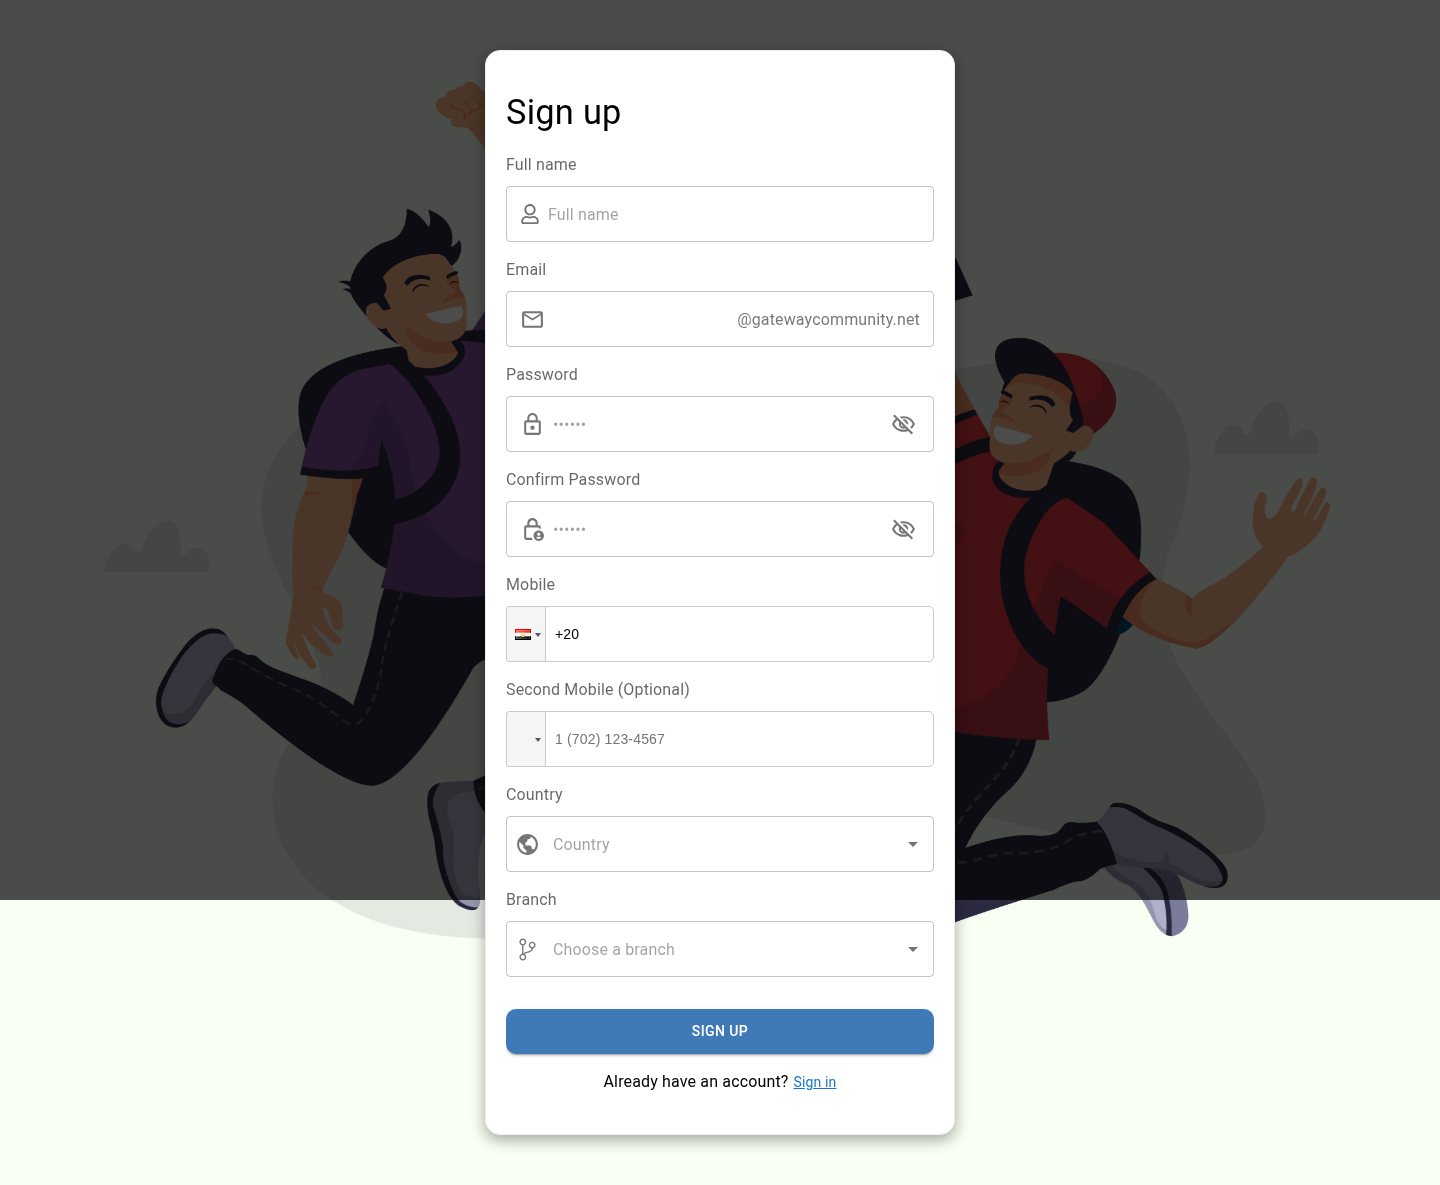 Sign up
Full name
Full name
Email
@gatewaycommunity.net
Password
••••••
Confirm Password
••••••
Mobile
+20
Second Mobile (Optional)
1 (702) 123-4567
Country
Country
Branch
Choose a branch
SIGN UP
Already have an account? Sign in